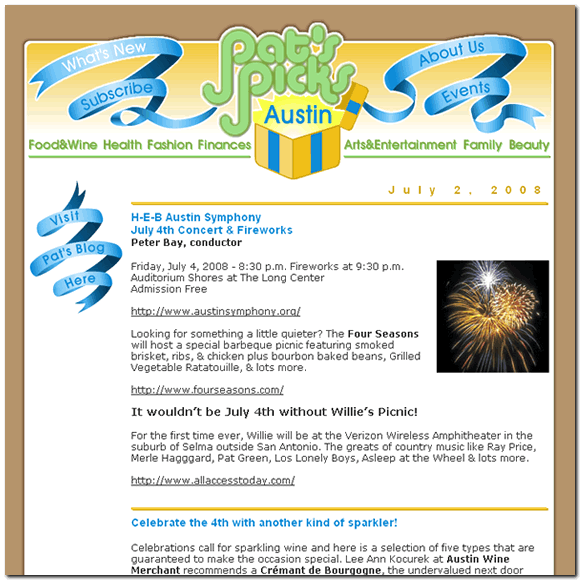 What's New
Subscribe
Pat's
Picks
Austin
About Us
Events
Food&Wine Health Fashion Finances
Arts&Entertainment Family Beauty
July 2, 2008
Visit
Pat's Blog
Here
H-E-B Austin Symphony
July 4th Concert & Fireworks
Peter Bay, conductor
Friday, July 4, 2008 - 8:30 p.m. Fireworks at 9:30 p.m.
Auditorium Shores at The Long Center
Admission Free
http://www.austinsymphony.org/
Looking for something a little quieter? The Four Seasons
will host a special barbeque picnic featuring smoked
brisket, ribs, & chicken plus bourbon baked beans, Grilled
Vegetable Ratatouille, & lots more.
http://www.fourseasons.com/
It wouldn't be July 4th without Willie's Picnic!
For the first time ever, Willie will be at the Verizon Wireless Amphitheater in the
suburb of Selma outside San Antonio. The greats of country music like Ray Price,
Merle Hagggard, Pat Green, Los Lonely Boys, Asleep at the Wheel & lots more.
http://www.allaccesstoday.com/
Celebrate the 4th with another kind of sparkler!
Celebrations call for sparkling wine and here is a selection of five types that are
guaranteed to make the occasion special. Lee Ann Kocurek at Austin Wine
Merchant recommends a Crémant de Bourgogne, the undervalued next door